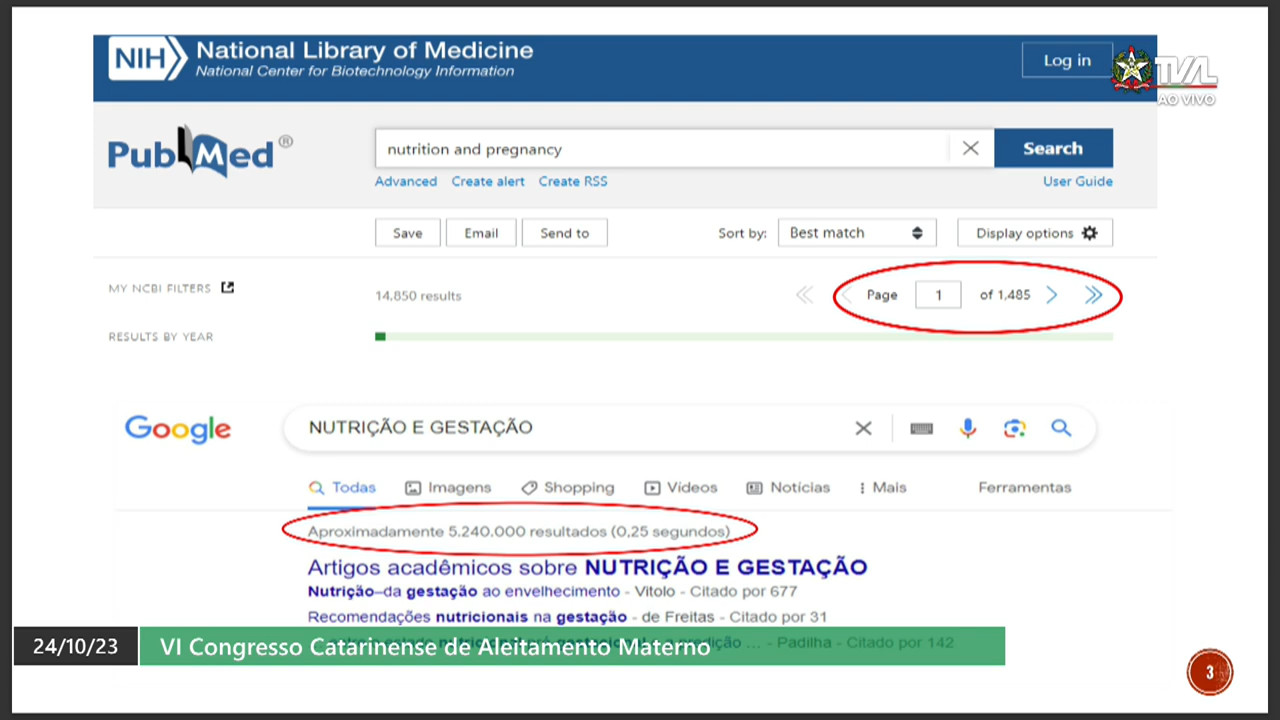 NIH National Library of Medicine
National Center for Biotechnology Information
Log in
TVAL
AO VIVO
PubMed®
nutrition and pregnancy
Search
Advanced Create alert Create RSS
User Guide
Save Email Send to
Sort by: Best match
Display options
MY NCBI FILTERS
14,850 results
Page 1 of 1,485
RESULTS BY YEAR
Google
NUTRIÇÃO E GESTAÇÃO
Todas Imagens Shopping Vídeos Notícias Mais Ferramentas
Aproximadamente 5.240.000 resultados (0,25 segundos)
Artigos acadêmicos sobre NUTRIÇÃO E GESTAÇÃO
Nutrição–da gestação ao envelhecimento - Vitolo - Citado por 677
Recomendações nutricionais na gestação - de Freitas - Citado por 31
predição ... - Padilha - Citado por 142
24/10/23
VI Congresso Catarinense de Aleitamento Materno
3